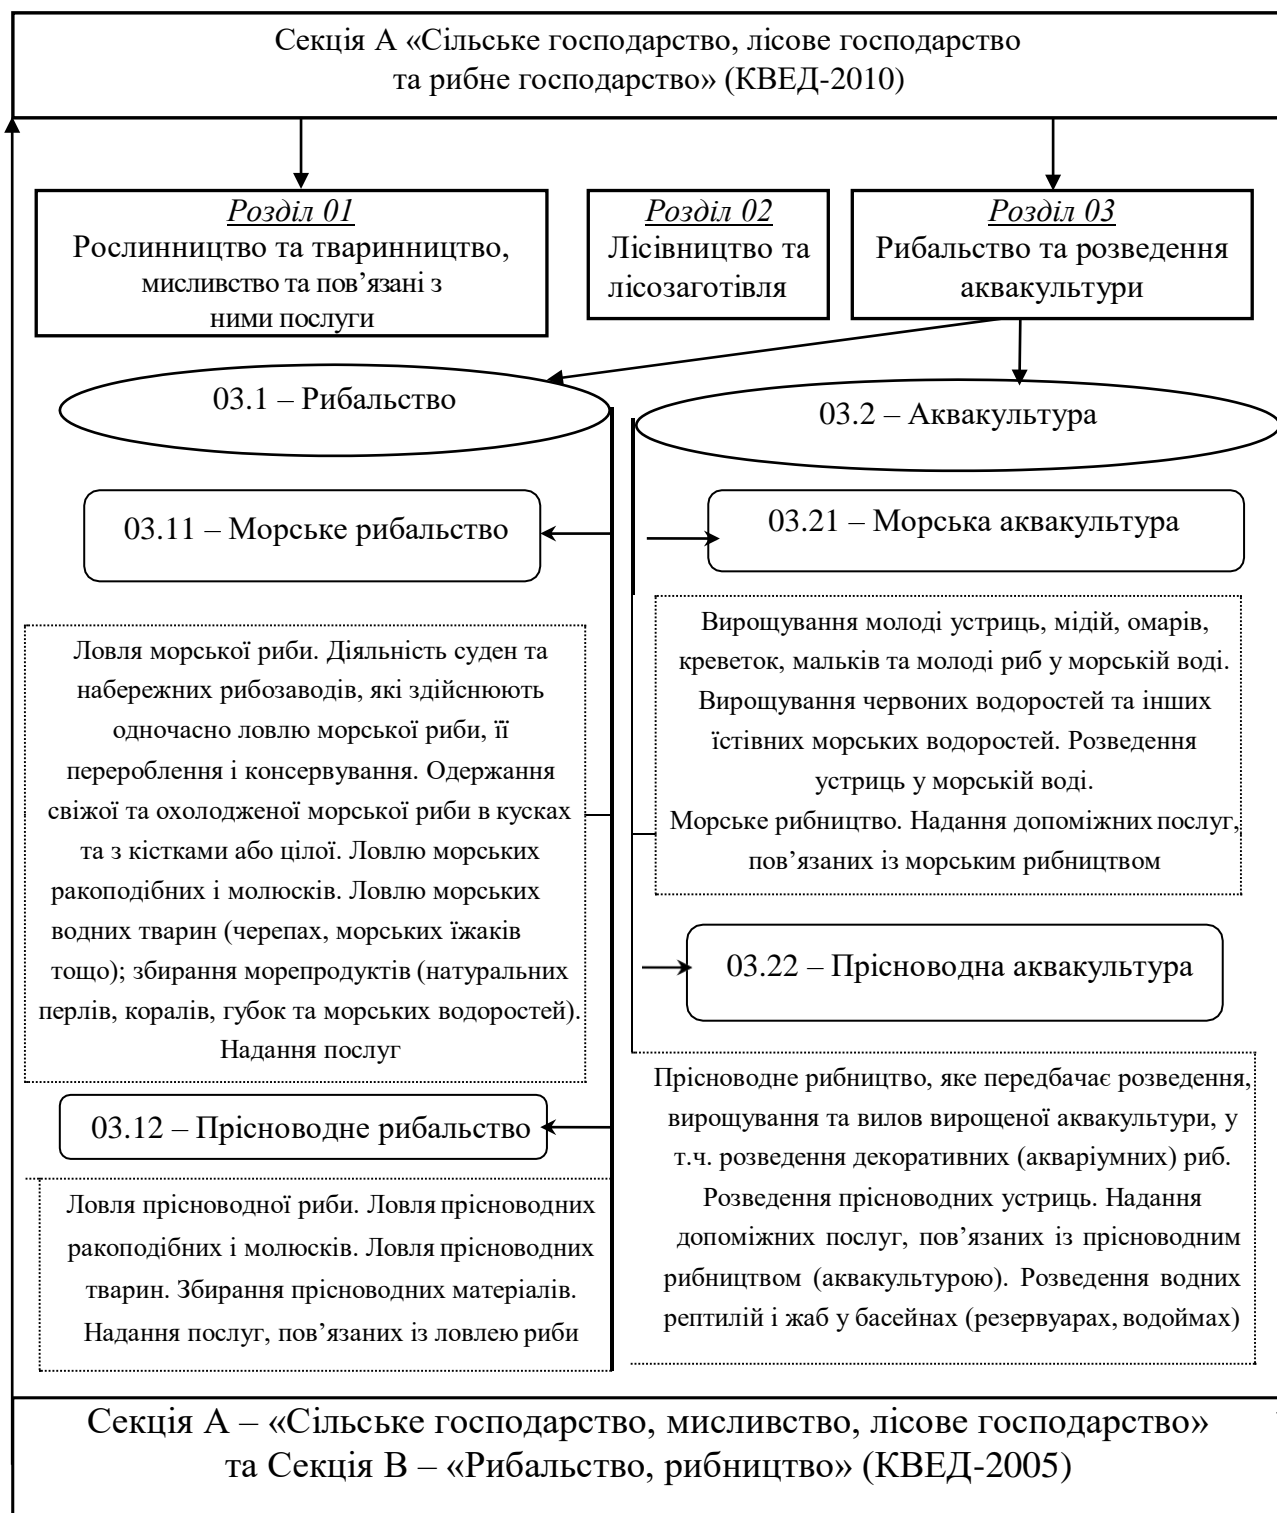 Секція А «Сільське господарство, лісове господарство
та рибне господарство» (КВЕД-2010)
Розділ 01
Рослинництво та тваринництво,
мисливство та пов’язані з
ними послуги
Розділ 02
Лісівництво та
лісозаготівля
Розділ 03
Рибальство та розведення
аквакультури
03.1 – Рибальство
03.2 – Аквакультура
03.11 – Морське рибальство
03.21 – Морська аквакультура
Ловля морської риби. Діяльність суден та
набережних рибозаводів, які здійснюють
одночасно ловлю морської риби, її
перероблення і консервування. Одержання
свіжої та охолодженої морської риби в кусках
та з кістками або цілої. Ловлю морських
ракоподібних і молюсків. Ловлю морських
водних тварин (черепах, морських їжаків
тощо); збирання морепродуктів (натуральних
перлів, коралів, губок та морських водоростей).
Надання послуг
Вирощування молоді устриць, мідій, омарів,
креветок, мальків та молоді риб у морській воді.
Вирощування червоних водоростей та інших
їстівних морських водоростей. Розведення
устриць у морській воді.
Морське рибництво. Надання допоміжних послуг,
пов’язаних із морським рибництвом
03.22 – Прісноводна аквакультура
03.12 – Прісноводне рибальство
Прісноводне рибництво, яке передбачає розведення,
вирощування та вилов вирощеної аквакультури, у
т.ч. розведення декоративних (акваріумних) риб.
Розведення прісноводних устриць. Надання
допоміжних послуг, пов’язаних із прісноводним
рибництвом (аквакультурою). Розведення водних
рептилій і жаб у басейнах (резервуарах, водоймах)
Ловля прісноводної риби. Ловля прісноводних
ракоподібних і молюсків. Ловля прісноводних
тварин. Збирання прісноводних матеріалів.
Надання послуг, пов’язаних із ловлею риби
Секція А – «Сільське господарство, мисливство, лісове господарство»
та Секція В – «Рибальство, рибництво» (КВЕД-2005)